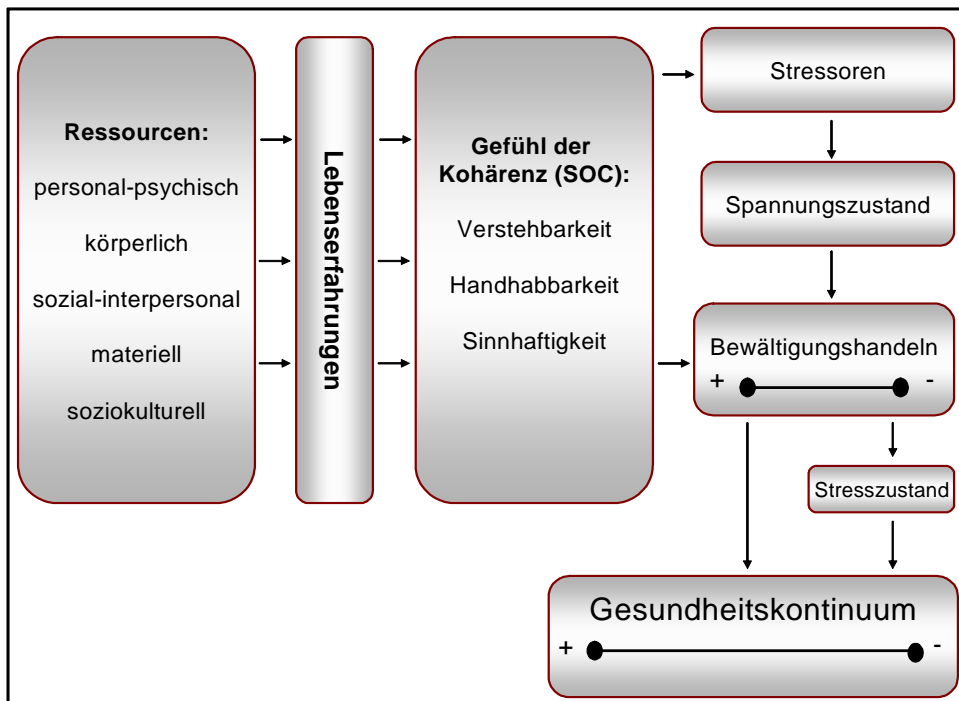 Ressourcen:
personal-psychisch
körperlich
sozial-interpersonal
materiell
soziokulturell
Lebenserfahrungen
Gefühl der
Kohärenz (SOC):
Verstehbarkeit
Handhabbarkeit
Sinnhaftigkeit
Stressoren
Spannungszustand
Bewältigungshandeln
+ -
Stresszustand
Gesundheitskontinuum
+ -